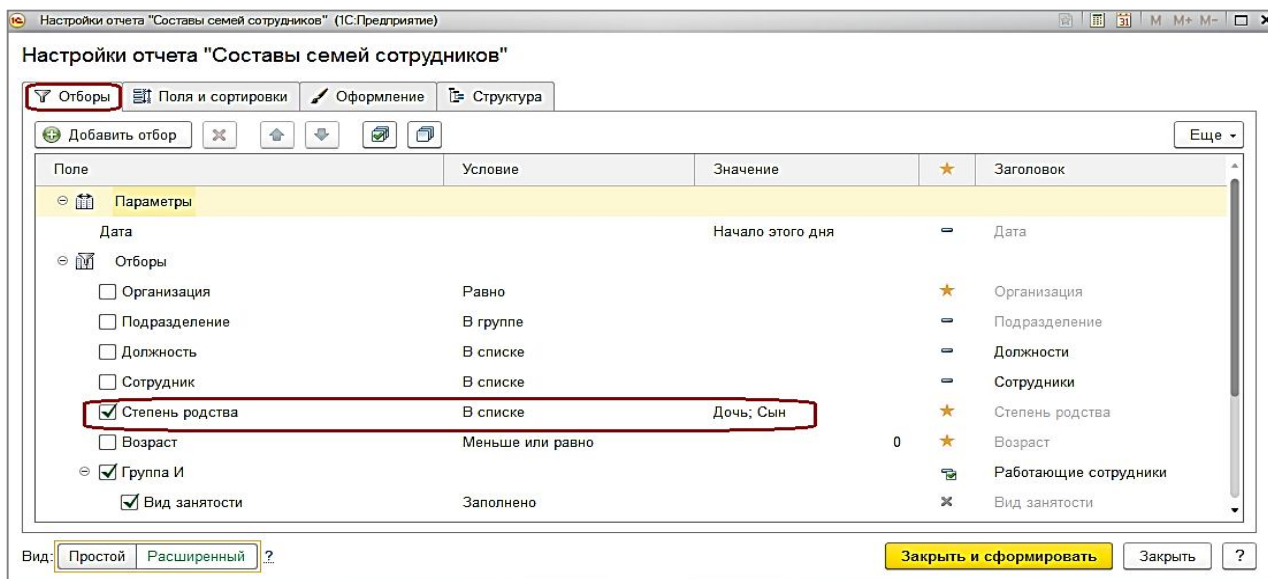 Настройки отчета "Составы семей сотрудников" (1С:Предприятие) 31 M M+ M-
Настройки отчета "Составы семей сотрудников"
Отборы Поля и сортировки Оформление Структура
Добавить отбор Еще
Поле Условие Значение Заголовок
Параметры
Дата Начало этого дня Дата
Отборы
Организация Равно Организация
Подразделение В группе Подразделение
Должность В списке Должности
Сотрудник В списке Сотрудники
Степень родства В списке Дочь; Сын Степень родства
Возраст Меньше или равно 0 Возраст
Группа И Работающие сотрудники
Вид занятости Заполнено Вид занятости
Вид: Простой Расширенный ? Закрыть и сформировать Закрыть ?